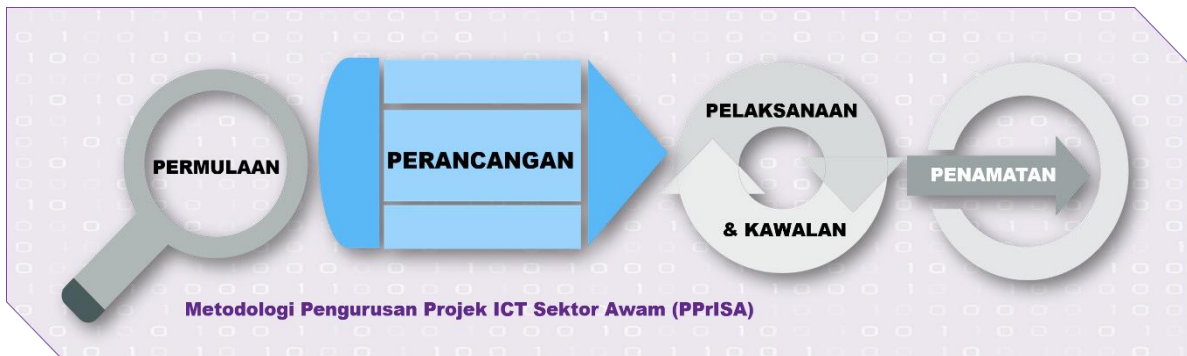 PERMULAAN
PERANCANGAN
PELAKSANAAN
& KAWALAN
PENAMATAN
Metodologi Pengurusan Projek ICT Sektor Awam (PPrISA)